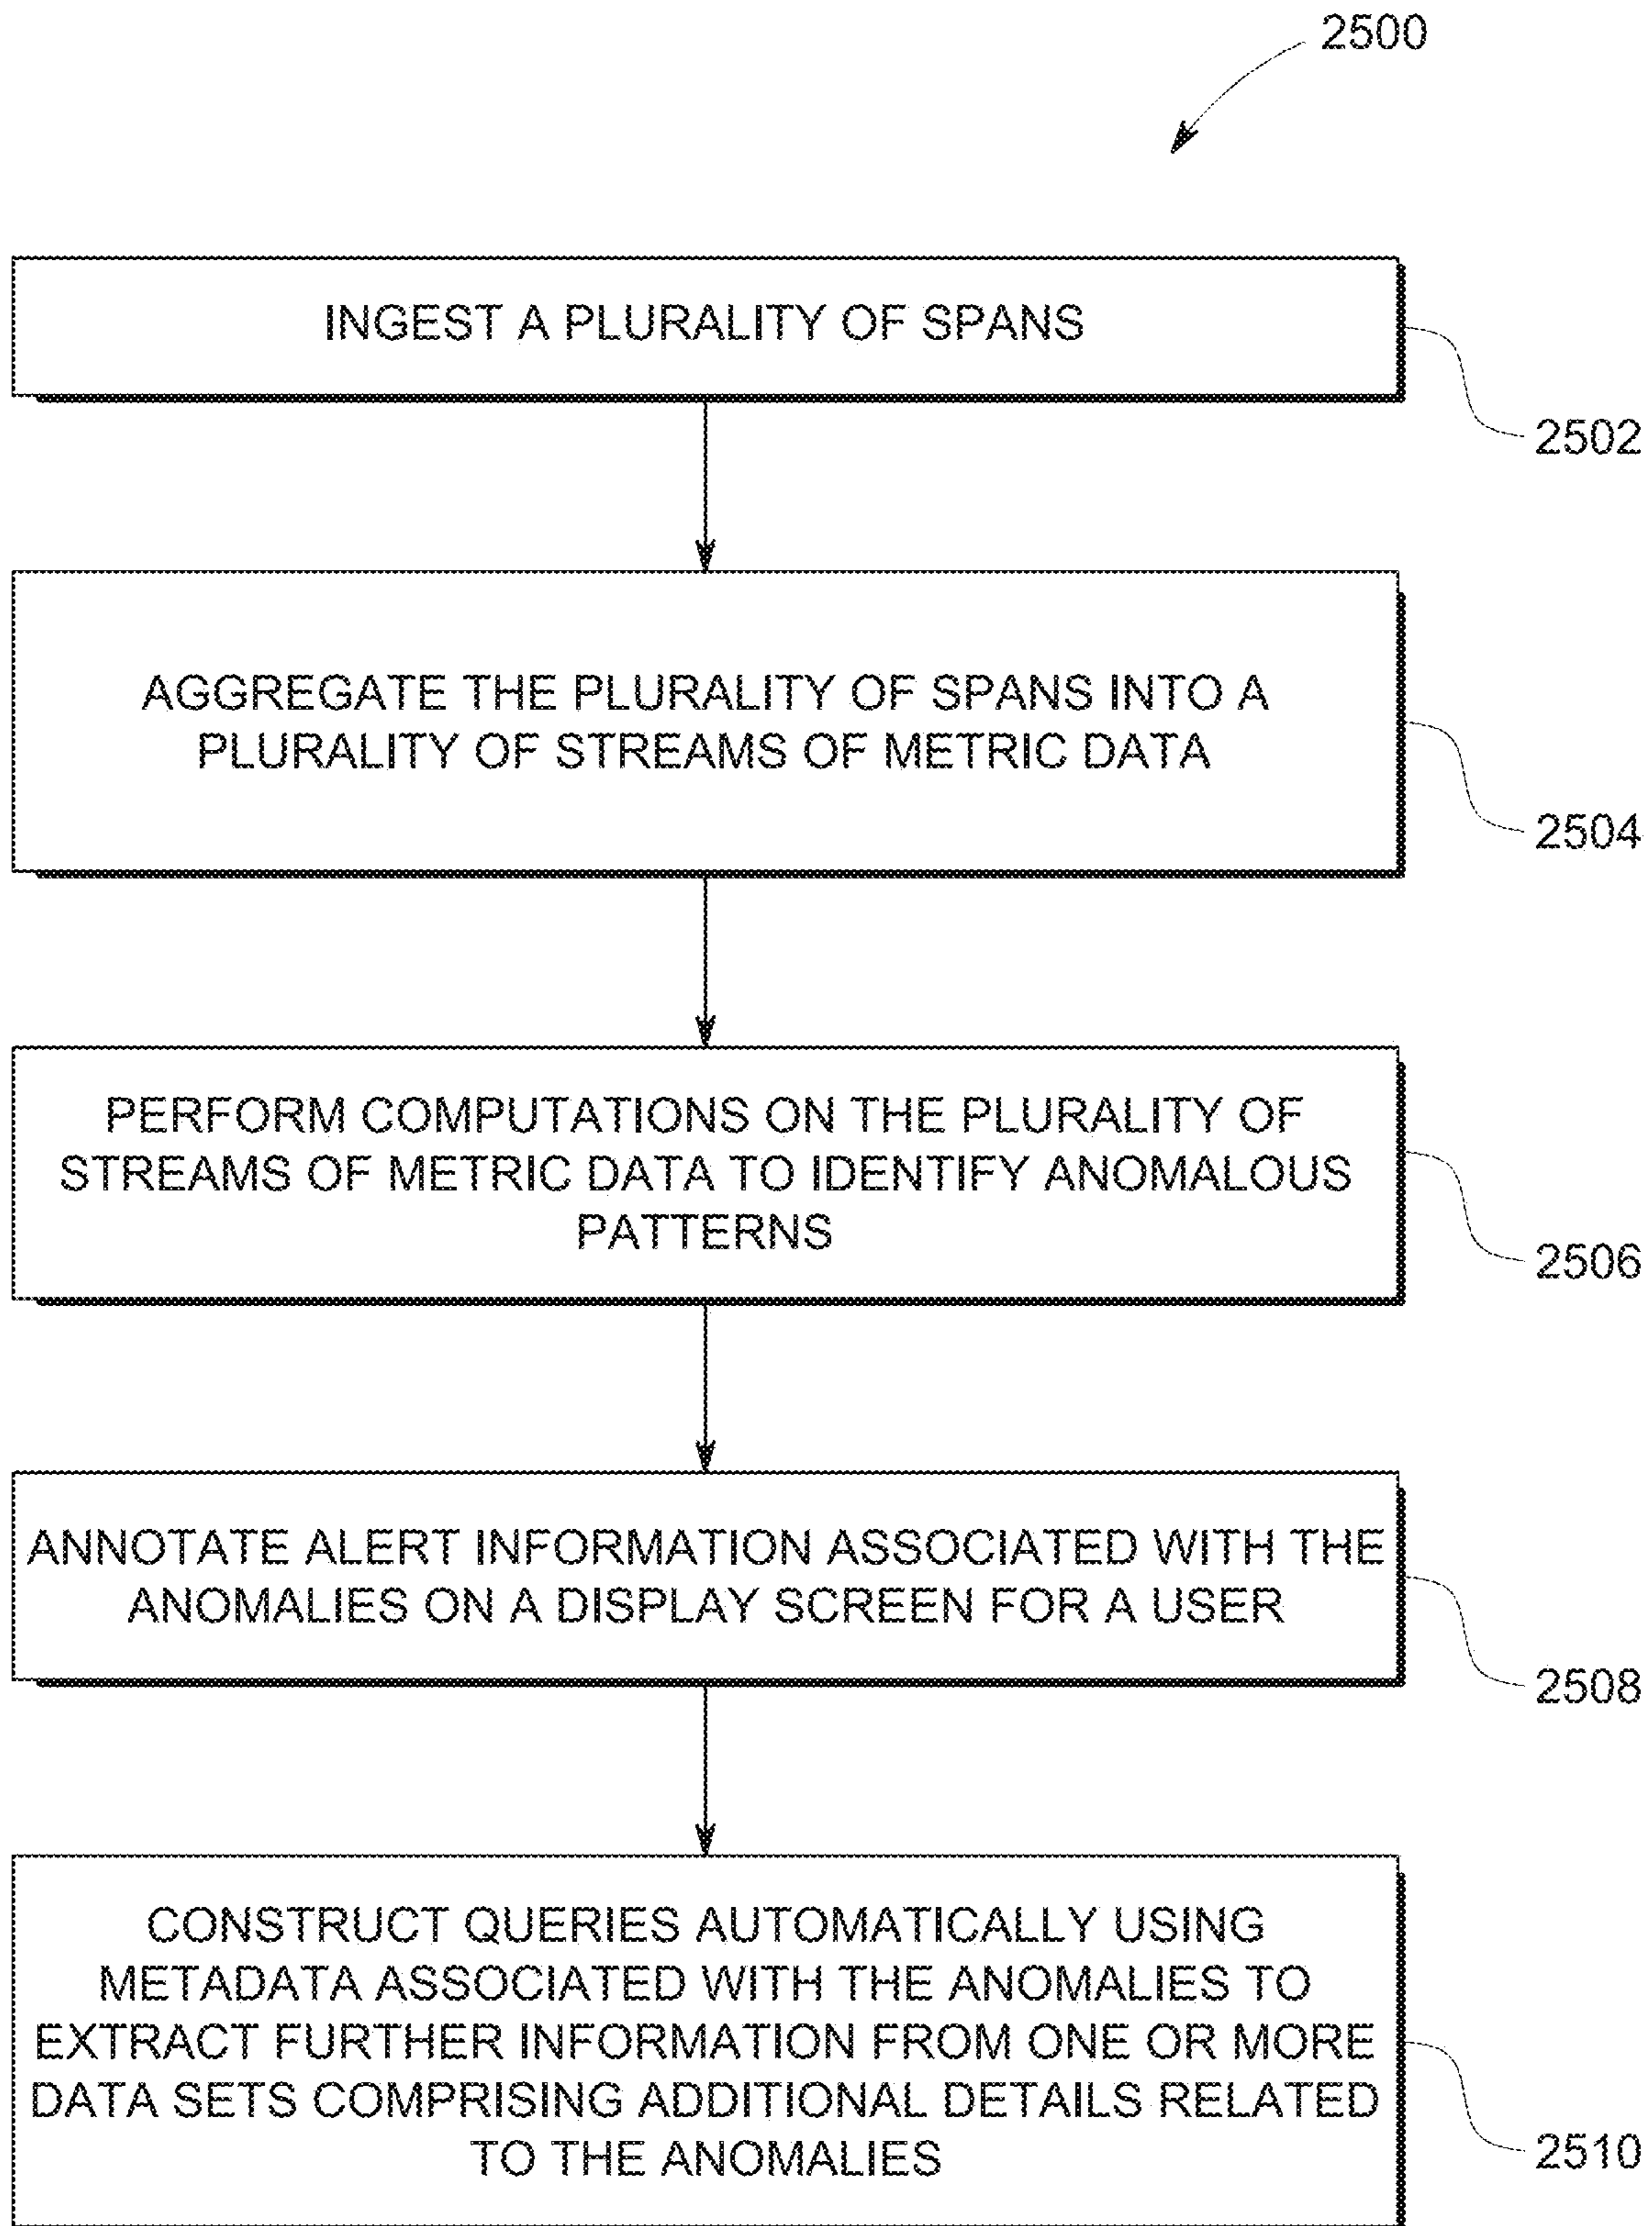 2500
INGEST A PLURALITY OF SPANS
2502
AGGREGATE THE PLURALITY OF SPANS INTO A
PLURALITY OF STREAMS OF METRIC DATA
2504
PERFORM COMPUTATIONS ON THE PLURALITY OF
STREAMS OF METRIC DATA TO IDENTIFY ANOMALOUS
PATTERNS
2506
ANNOTATE ALERT INFORMATION ASSOCIATED WITH THE
ANOMALIES ON A DISPLAY SCREEN FOR A USER
2508
CONSTRUCT QUERIES AUTOMATICALLY USING
METADATA ASSOCIATED WITH THE ANOMALIES TO
EXTRACT FURTHER INFORMATION FROM ONE OR MORE
DATA SETS COMPRISING ADDITIONAL DETAILS RELATED
TO THE ANOMALIES
2510